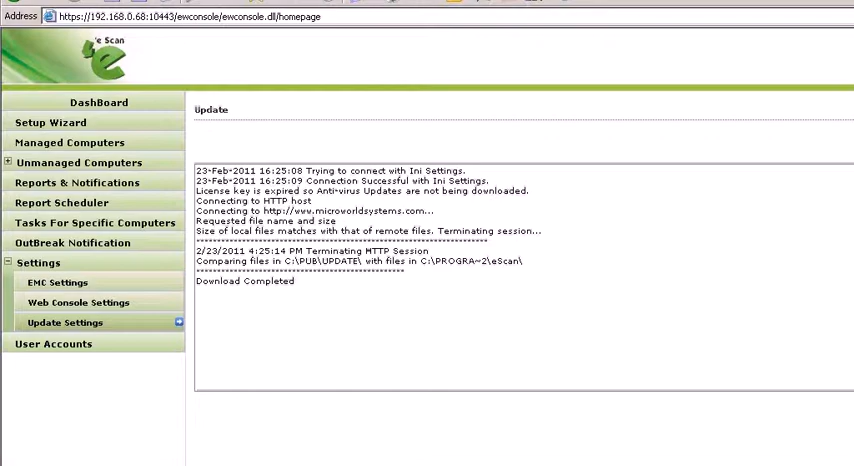 Address https://192.168.0.68:10443/ewconsole/ewconsole.dll/homepage
e Scan
DashBoard
Setup Wizard
Managed Computers
Unmanaged Computers
Reports & Notifications
Report Scheduler
Tasks For Specific Computers
OutBreak Notification
Settings
EMC Settings
Web Console Settings
Update Settings
User Accounts
Update
23-Feb-2011 16:25:08 Trying to connect with Ini Settings.
23-Feb-2011 16:25:09 Connection Successful with Ini Settings.
License key is expired so Anti-virus Updates are not being downloaded.
Connecting to HTTP host
Connecting to http://www.microworldsystems.com...
Requested file name and size
Size of local files matches with that of remote files. Terminating session...
2/23/2011 4:25:14 PM Terminating HTTP Session
Comparing files in C:\PUB\UPDATE\ with files in C:\PROGRA~2\eScan\
Download Completed